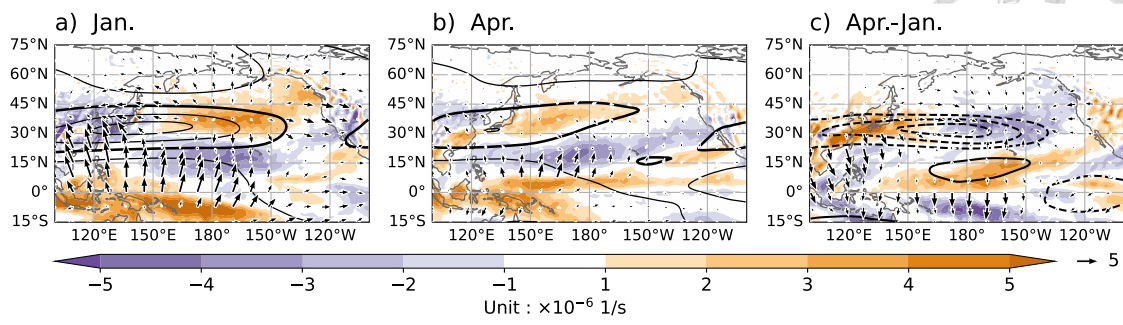 a) Jan.
b) Apr.
c) Apr.-Jan.
75°N
60°N
45°N
30°N
15°N
0°
15°S
120°E 150°E 180° 150°W 120°W
75°N
60°N
45°N
30°N
15°N
0°
15°S
120°E 150°E 180° 150°W 120°W
75°N
60°N
45°N
30°N
15°N
0°
15°S
120°E 150°E 180° 150°W 120°W
−5 −4 −3 −2 −1 1 2 3 4 5
5
Unit : ×10⁻⁶ 1/s